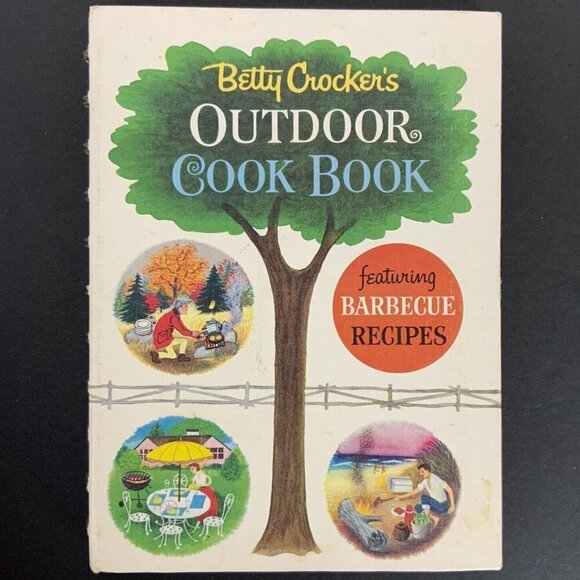 Betty Crocker's
OUTDOOR
COOK BOOK
featuring
BARBECUE
RECIPES